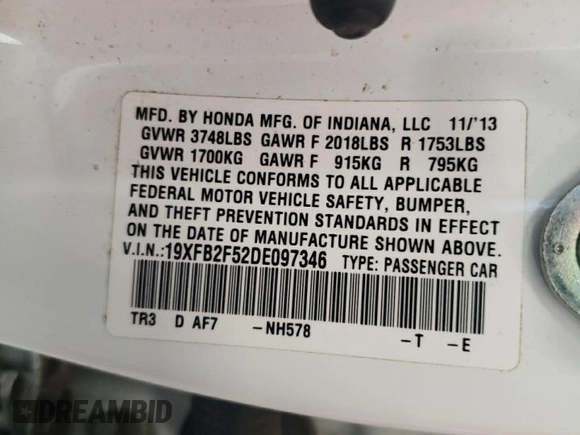 MFD. BY HONDA MFG. OF INDIANA, LLC 11/'13
GVWR 3748LBS GAWR F 2018LBS R 1753LBS
GVWR 1700KG GAWR F 915KG R 795KG
THIS VEHICLE CONFORMS TO ALL APPLICABLE
FEDERAL MOTOR VEHICLE SAFETY, BUMPER,
AND THEFT PREVENTION STANDARDS IN EFFECT
ON THE DATE OF MANUFACTURE SHOWN ABOVE.
V.I.N.:19XFB2F52DE097346 TYPE: PASSENGER CAR
TR3 D AF7 -NH578 -T -E
DREAMBID